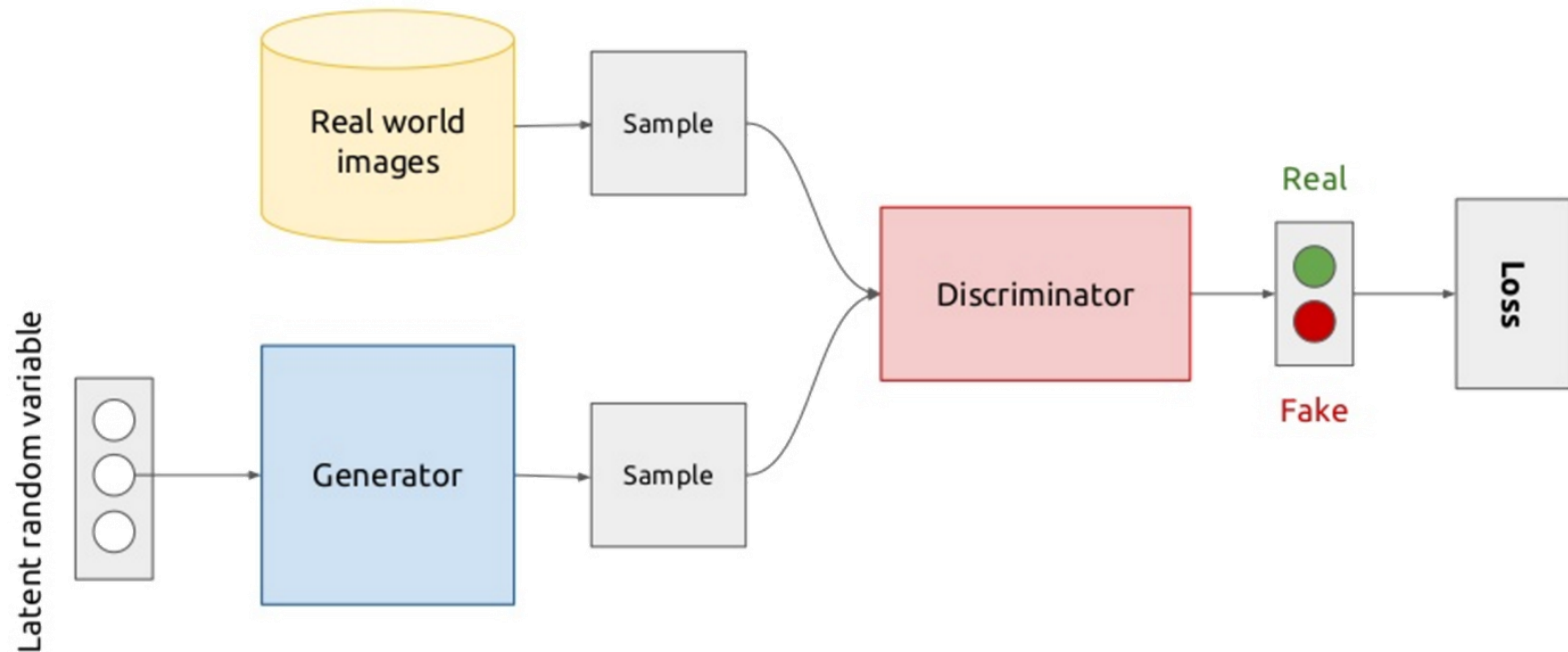 Real world
images
Sample
Real
Discriminator
Loss
Fake
Latent random variable
Generator
Sample